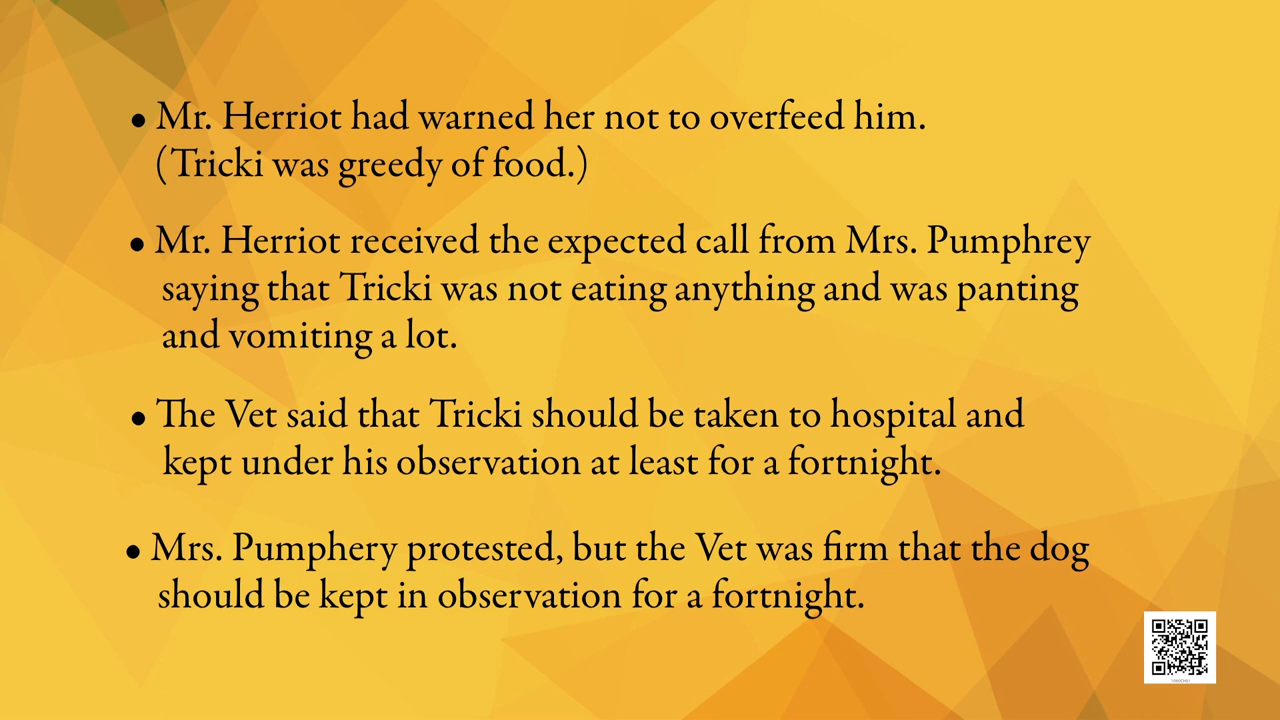 • Mr. Herriot had warned her not to overfeed him.
(Tricki was greedy of food.)
• Mr. Herriot received the expected call from Mrs. Pumphrey
saying that Tricki was not eating anything and was panting
and vomiting a lot.
• The Vet said that Tricki should be taken to hospital and
kept under his observation at least for a fortnight.
• Mrs. Pumphery protested, but the Vet was firm that the dog
should be kept in observation for a fortnight.